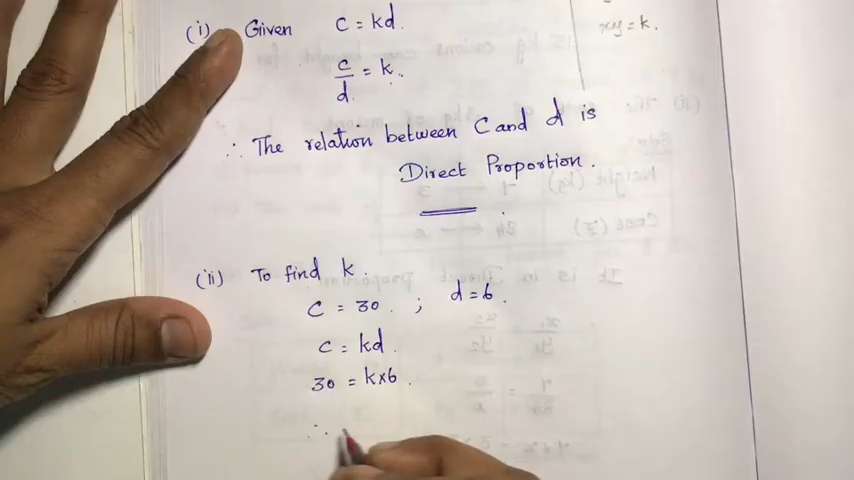 (i) Given C = kd.
c/d = k.
xy = k.
∴ The relation between C and d is
Direct Proportion.
(ii) To find k.
C = 30 ; d = 6.
C = kd.
30 = k×6.
∴